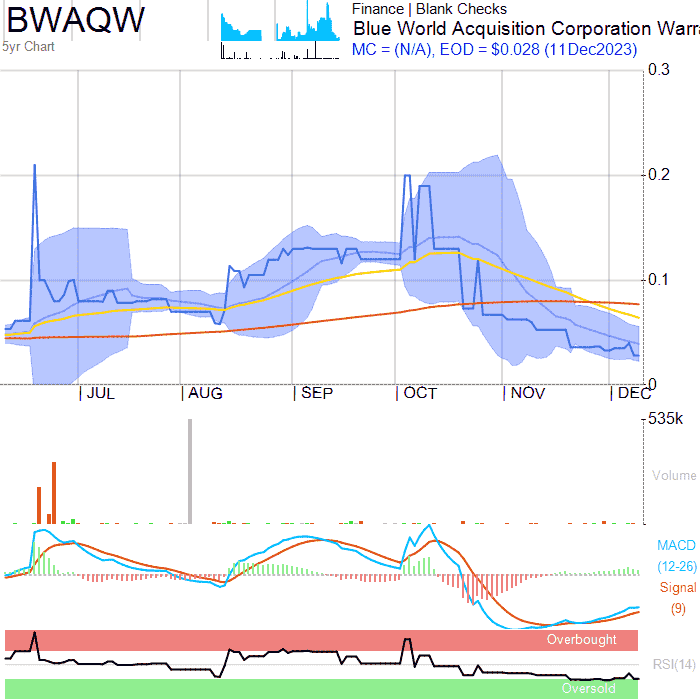 BWAQW
5yr Chart
Finance | Blank Checks
Blue World Acquisition Corporation Warra
MC = (N/A), EOD = $0.028 (11Dec2023)
0.3
0.2
0.1
0
JUL AUG SEP OCT NOV DEC
535k
Volume
MACD
(12-26)
Signal
(9)
Overbought
RSI(14)
Oversold